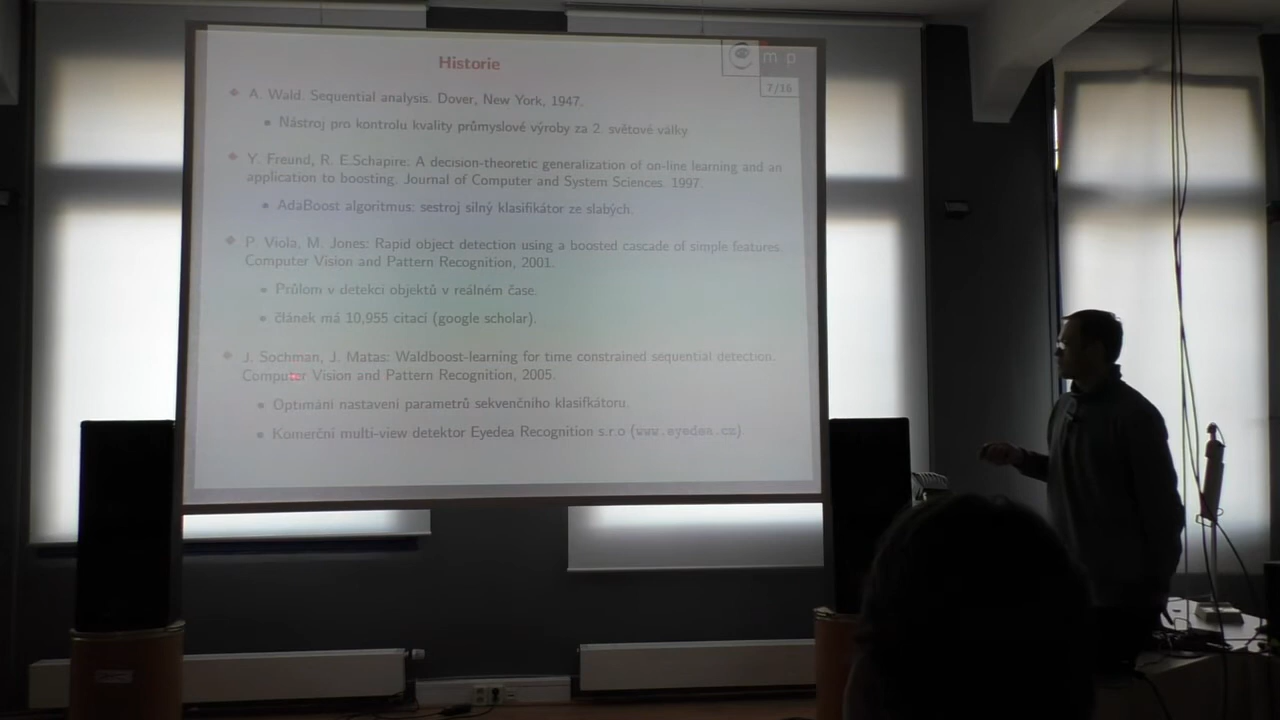 Historie
m p
7/16
A. Wald. Sequential analysis. Dover, New York, 1947.
Nástroj pro kontrolu kvality průmyslové výroby za 2. světové války.
Y. Freund, R. E.Schapire. A decision-theoretic generalization of on-line learning and an
application to boosting. Journal of Computer and System Sciences. 1997.
AdaBoost algoritmus: sestroj silný klasifikátor ze slabých.
P. Viola, M. Jones: Rapid object detection using a boosted cascade of simple features.
Computer Vision and Pattern Recognition, 2001.
Průlom v detekci objektů v reálném čase.
článek má 10,955 citací (google scholar).
J. Sochman, J. Matas: Waldboost-learning for time constrained sequential detection.
Computer Vision and Pattern Recognition, 2005.
Optimání nastavení parametrů sekvenčního klasifkátoru.
Komerční multi-view detektor Eyedea Recognition s.r.o (www.eyedea.cz)